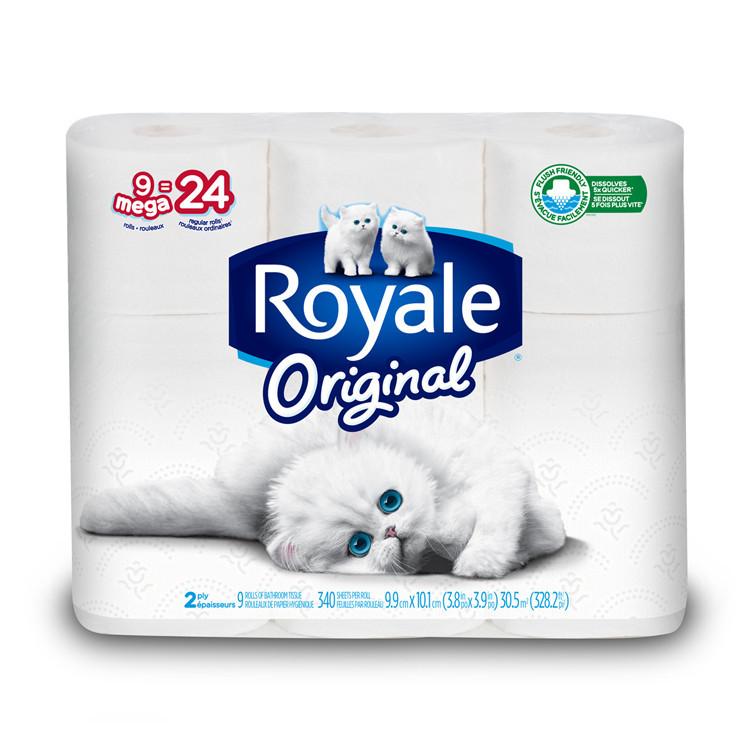 9 = 24
mega
rolls • rouleaux
regular rolls†
rouleaux ordinaires†
FLUSH FRIENDLY
S'ÉVACUE FACILEMENT
DISSOLVES
5x QUICKER*
SE DISSOUT
5 FOIS PLUS VITE*
Royale
Original
®
2 ply
épaisseurs
9 ROLLS OF BATHROOM TISSUE
ROULEAUX DE PAPIER HYGIÉNIQUE
340 SHEETS PER ROLL
FEUILLES PAR ROULEAU
9.9 cm X 10.1 cm (3.8 in po x 3.9 in po) 30.5 m² (328.2 pi²)